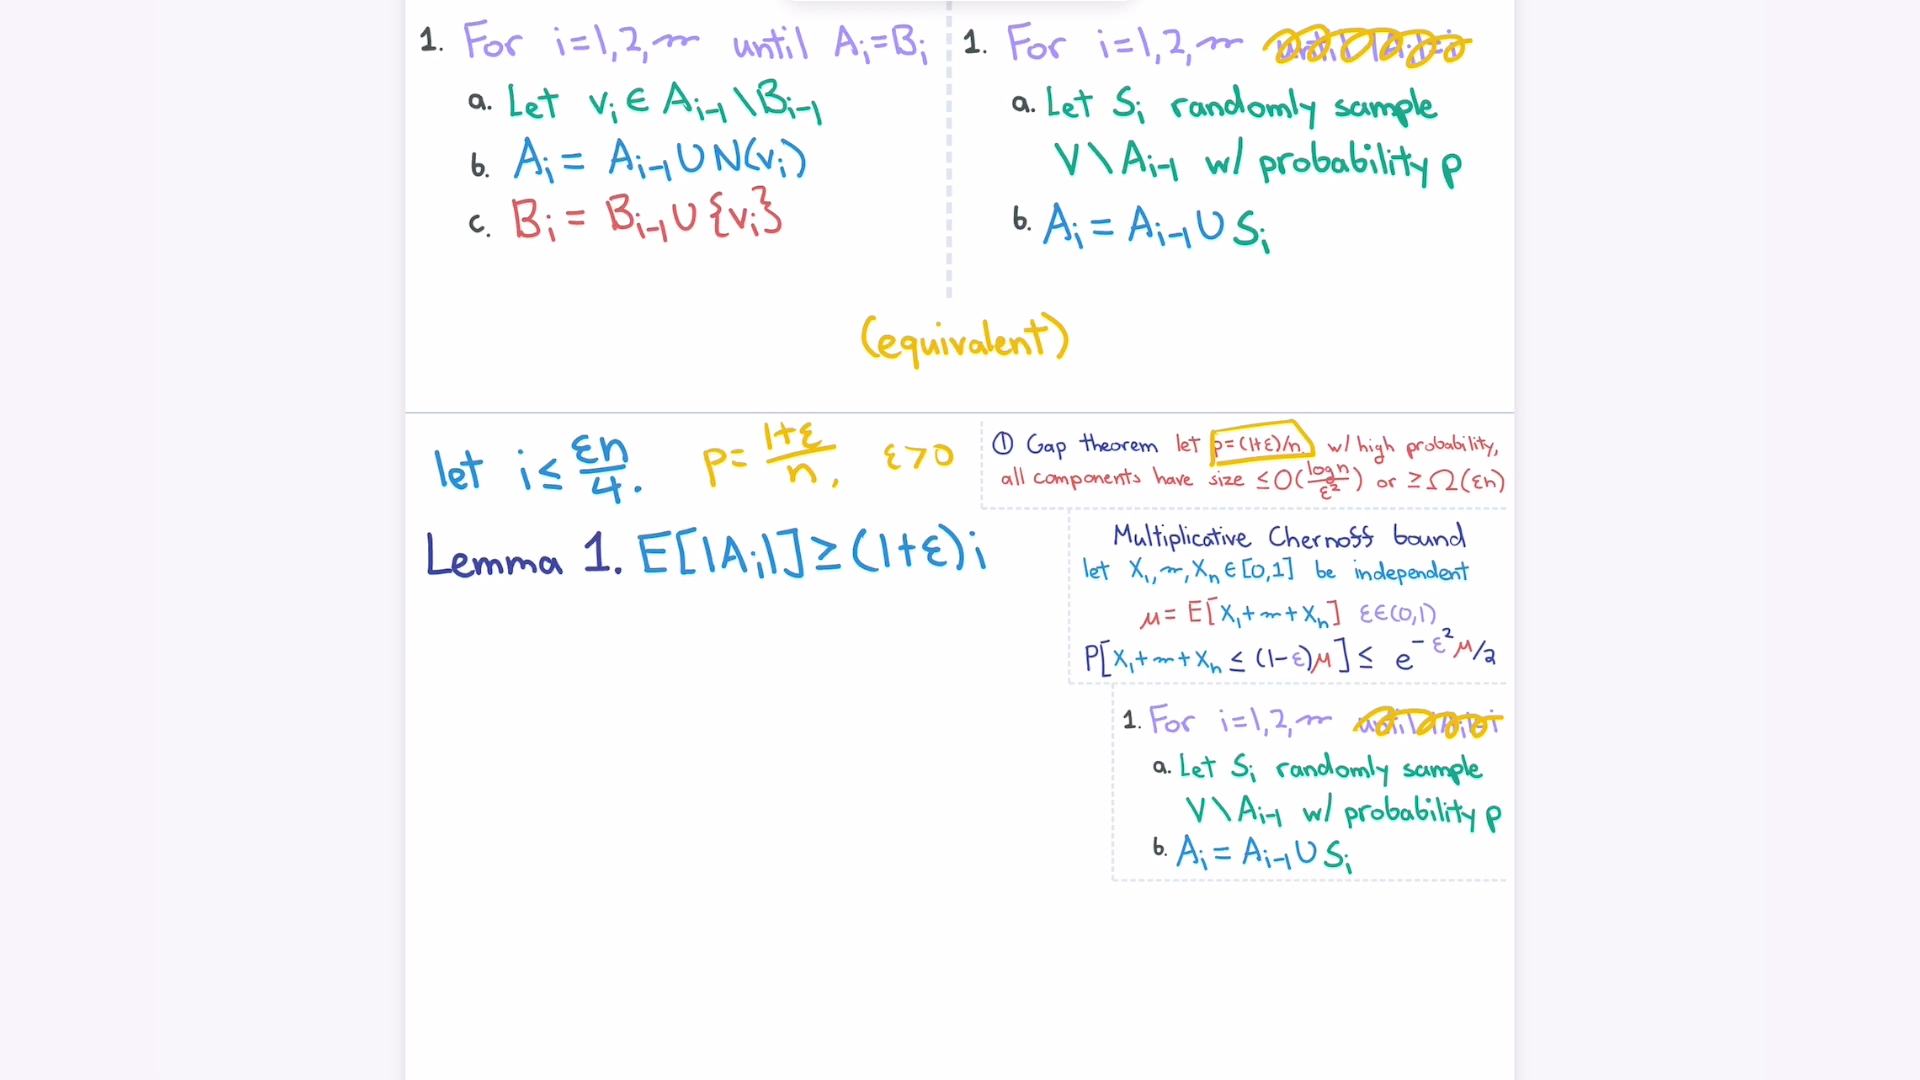 1. For i=1,2,... until Aᵢ=Bᵢ
a. Let vᵢ ∈ Aᵢ₋₁\Bᵢ₋₁
b. Aᵢ = Aᵢ₋₁ ∪ N(vᵢ)
c. Bᵢ = Bᵢ₋₁ ∪ {vᵢ}
1. For i=1,2,...
a. Let Sᵢ randomly sample
V\Aᵢ₋₁ w/ probability p
b. Aᵢ = Aᵢ₋₁ ∪ Sᵢ
(equivalent)
let i ≤ εn/4. p = (1+ε)/n, ε>0
Lemma 1. E[|Aᵢ|] ≥ (1+ε)i
① Gap theorem let p=(1+ε)/n. w/ high probability,
all components have size ≤O(log n/ε²) or ≥Ω(εn)
Multiplicative Chernoff bound
let X₁,...,Xₙ ∈ [0,1] be independent
μ = E[X₁+...+Xₙ] ε∈(0,1)
P[X₁+...+Xₙ ≤ (1-ε)μ] ≤ e^(-ε²μ/2)
1. For i=1,2,...
a. Let Sᵢ randomly sample
V\Aᵢ₋₁ w/ probability p
b. Aᵢ = Aᵢ₋₁ ∪ Sᵢ